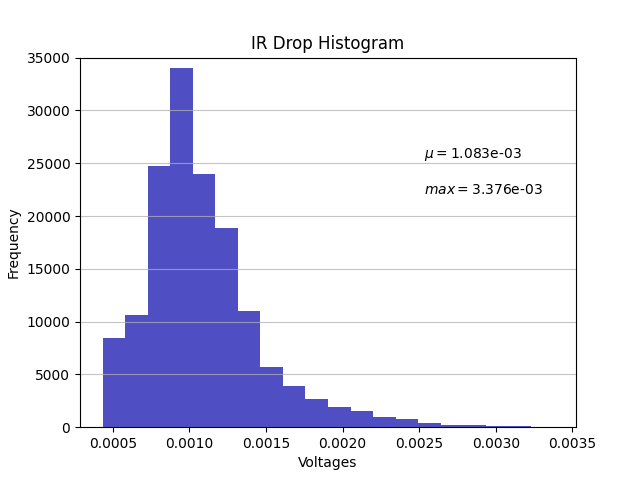 IR Drop Histogram
35000
30000
25000
20000
15000
10000
5000
0
Frequency
μ = 1.083e-03
max = 3.376e-03
0.0005 0.0010 0.0015 0.0020 0.0025 0.0030 0.0035
Voltages